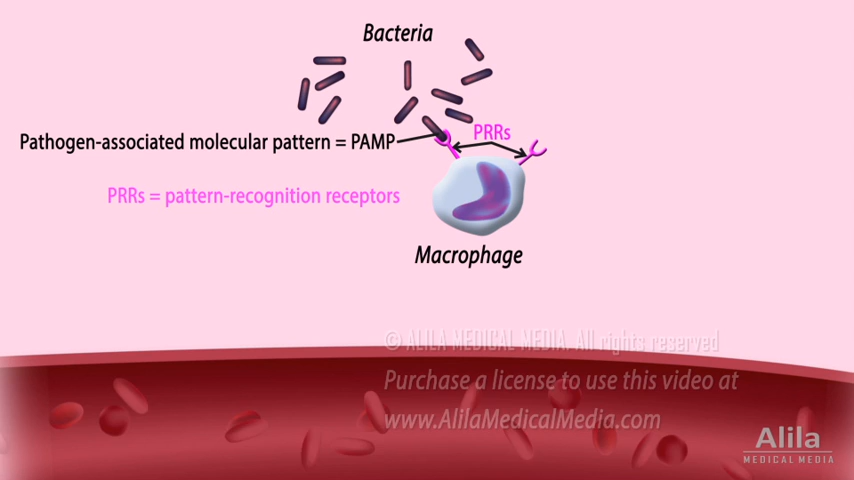 Bacteria
Pathogen-associated molecular pattern = PAMP
PRRs
PRRs = pattern-recognition receptors
Macrophage
© ALILA MEDICAL MEDIA. All rights reserved
Purchase a license to use this video at
www.AlilaMedicalMedia.com
Alila
MEDICAL MEDIA